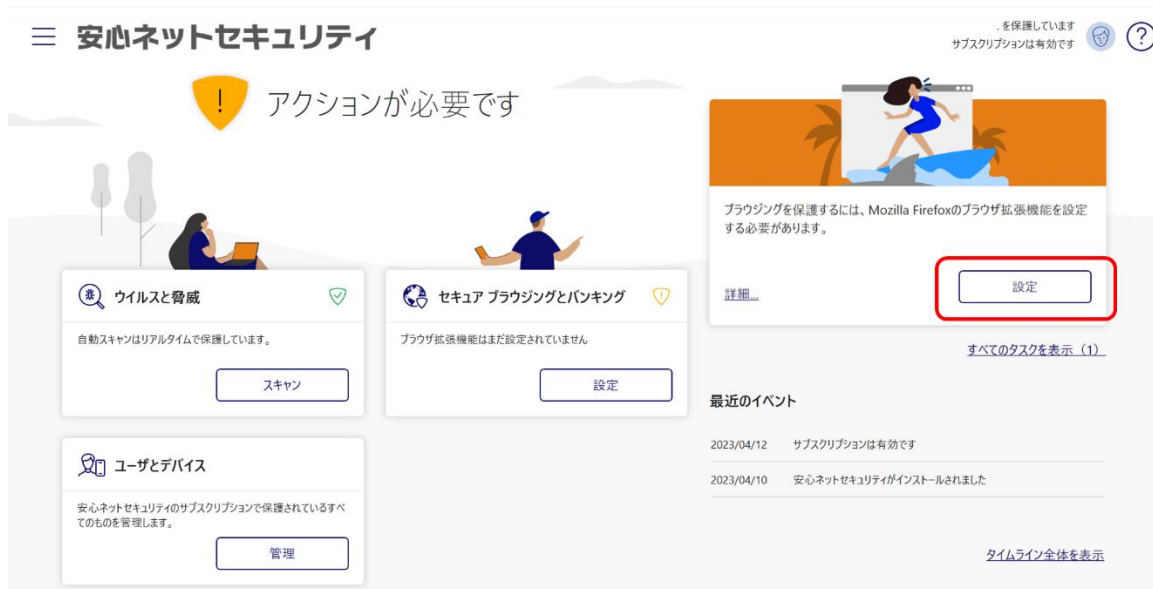 安心ネットセキュリティ
. を保護しています
サブスクリプションは有効です
?
!
アクションが必要です
ブラウジングを保護するには、Mozilla Firefoxのブラウザ拡張機能を設定
する必要があります。
詳細...
設定
すべてのタスクを表示（1）
ウイルスと脅威
自動スキャンはリアルタイムで保護しています。
スキャン
セキュア ブラウジングとバンキング
ブラウザ拡張機能はまだ設定されていません
設定
最近のイベント
2023/04/12 サブスクリプションは有効です
2023/04/10 安心ネットセキュリティがインストールされました
タイムライン全体を表示
ユーザとデバイス
安心ネットセキュリティのサブスクリプションで保護されているすべ
てのものを管理します。
管理